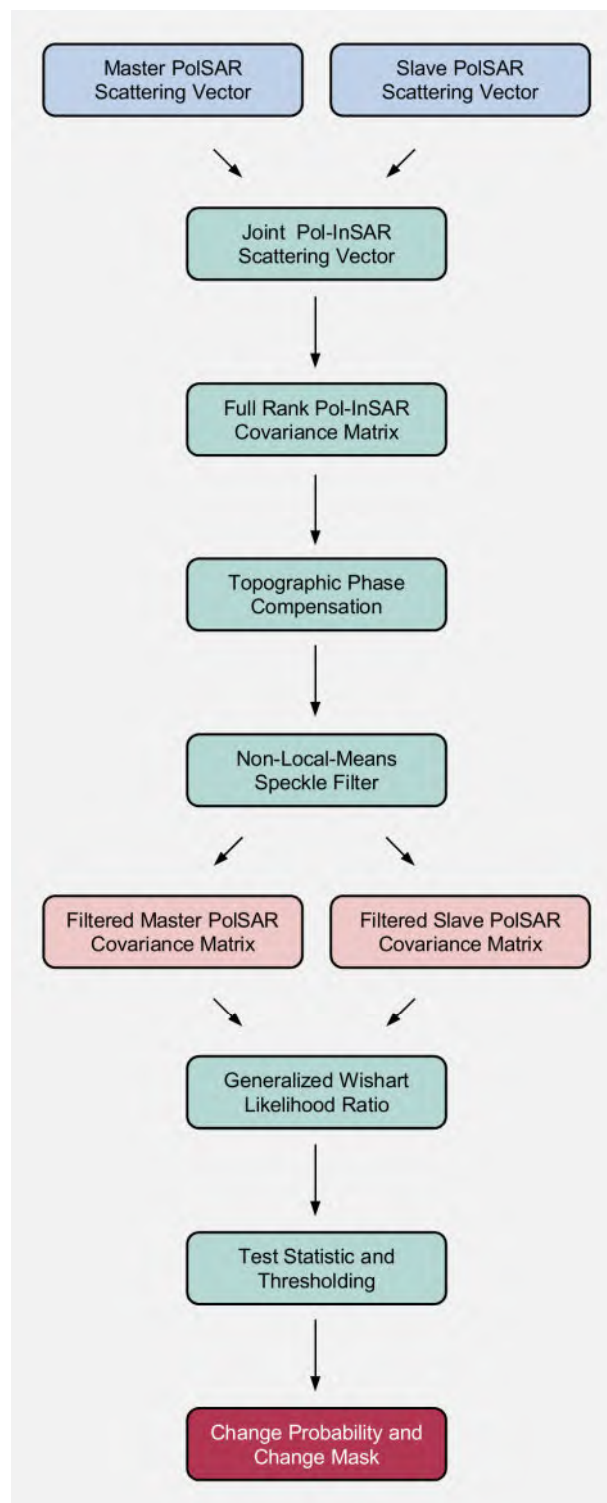 Master PolSAR
Scattering Vector
Slave PolSAR
Scattering Vector
Joint Pol-InSAR
Scattering Vector
Full Rank Pol-InSAR
Covariance Matrix
Topographic Phase
Compensation
Non-Local-Means
Speckle Filter
Filtered Master PolSAR
Covariance Matrix
Filtered Slave PolSAR
Covariance Matrix
Generalized Wishart
Likelihood Ratio
Test Statistic and
Thresholding
Change Probability and
Change Mask